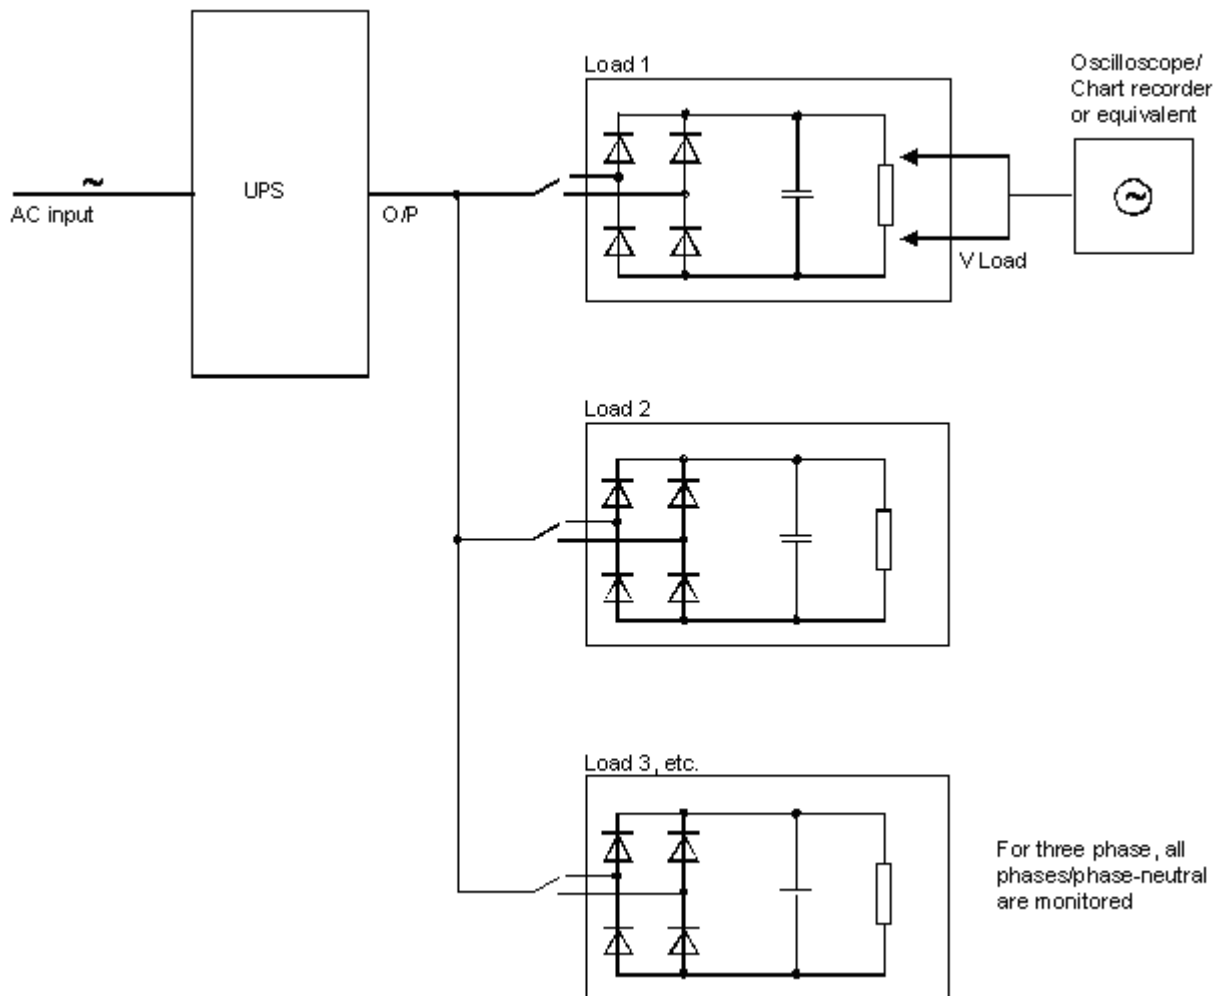 Load 1
Oscilloscope/
Chart recorder
or equivalent
~
AC input
UPS
O/P
~
V Load
Load 2
Load 3, etc.
For three phase, all
phases/phase-neutral
are monitored